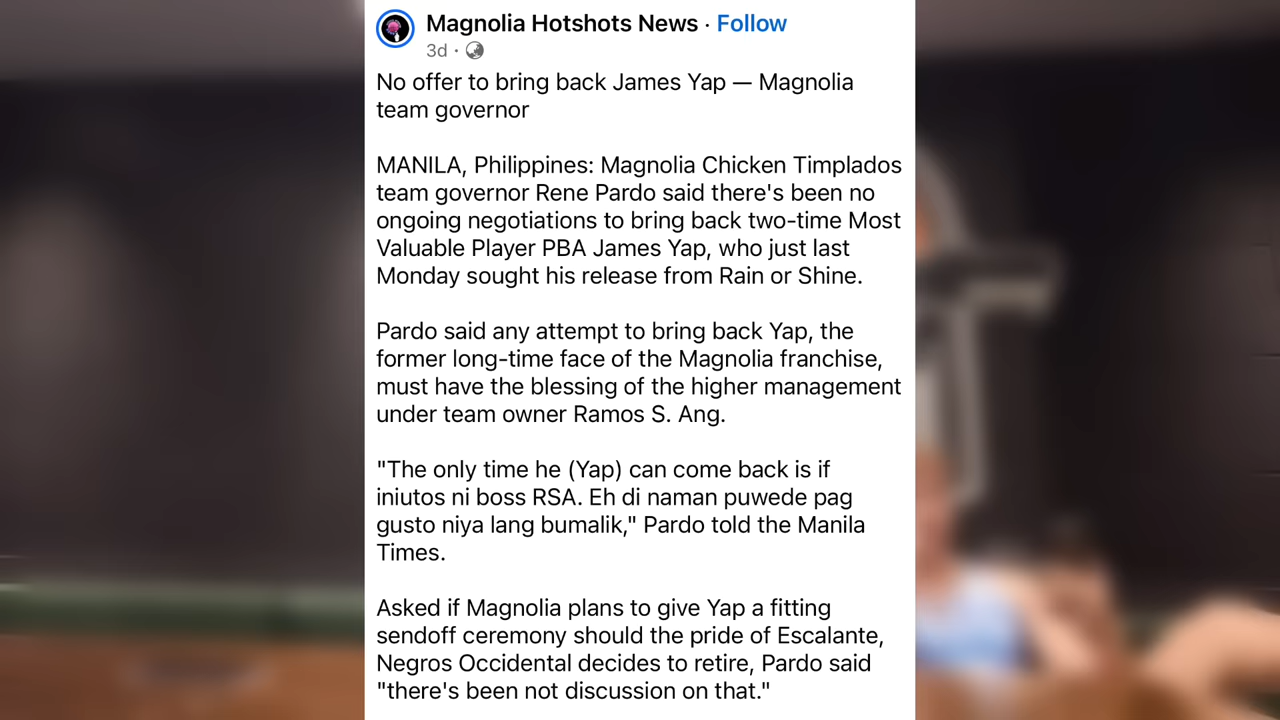 Magnolia Hotshots News · Follow
3d ·
No offer to bring back James Yap — Magnolia
team governor
MANILA, Philippines: Magnolia Chicken Timplados
team governor Rene Pardo said there's been no
ongoing negotiations to bring back two-time Most
Valuable Player PBA James Yap, who just last
Monday sought his release from Rain or Shine.
Pardo said any attempt to bring back Yap, the
former long-time face of the Magnolia franchise,
must have the blessing of the higher management
under team owner Ramos S. Ang.
"The only time he (Yap) can come back is if
iniutos ni boss RSA. Eh di naman puwede pag
gusto niya lang bumalik," Pardo told the Manila
Times.
Asked if Magnolia plans to give Yap a fitting
sendoff ceremony should the pride of Escalante,
Negros Occidental decides to retire, Pardo said
"there's been not discussion on that."